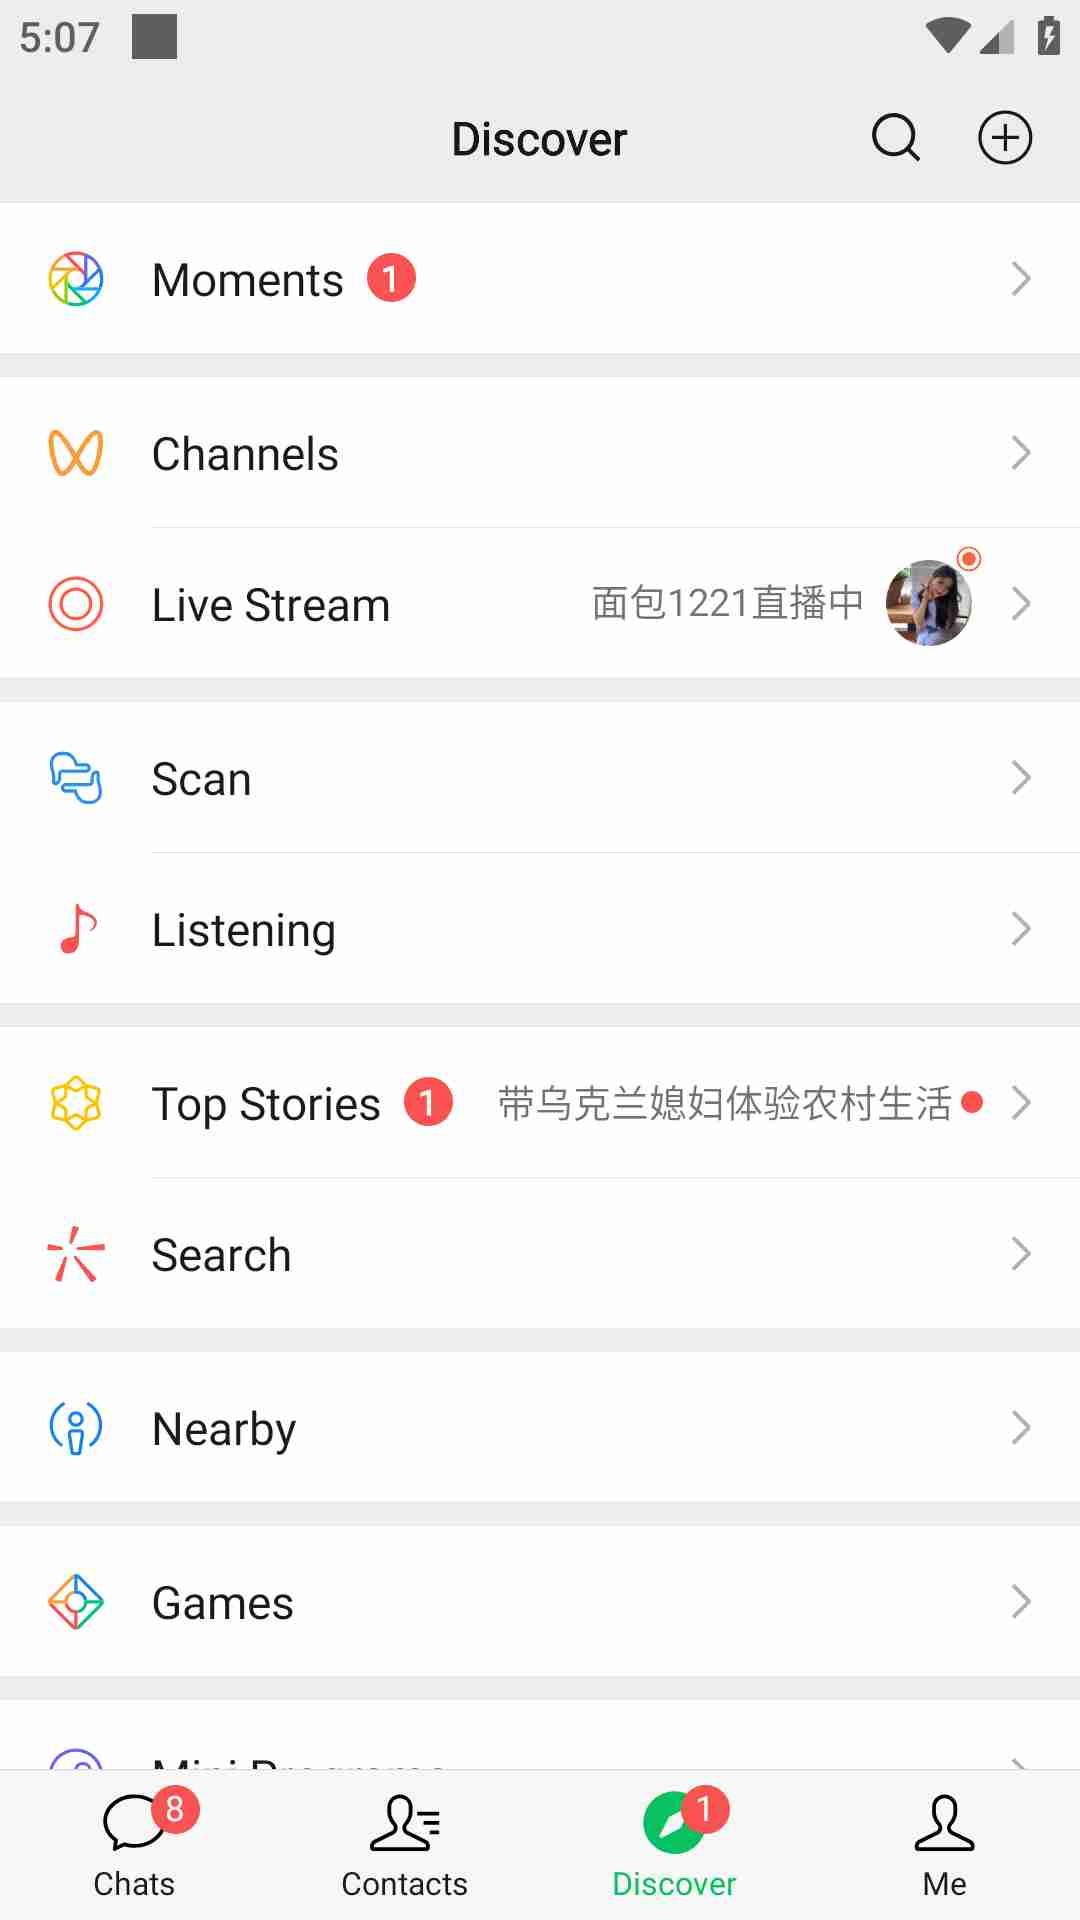 5:07
Discover
Moments 1
Channels
Live Stream 面包1221直播中
Scan
Listening
Top Stories 1 带乌克兰媳妇体验农村生活
Search
Nearby
Games
Mini Programs
8 1
Chats Contacts Discover Me